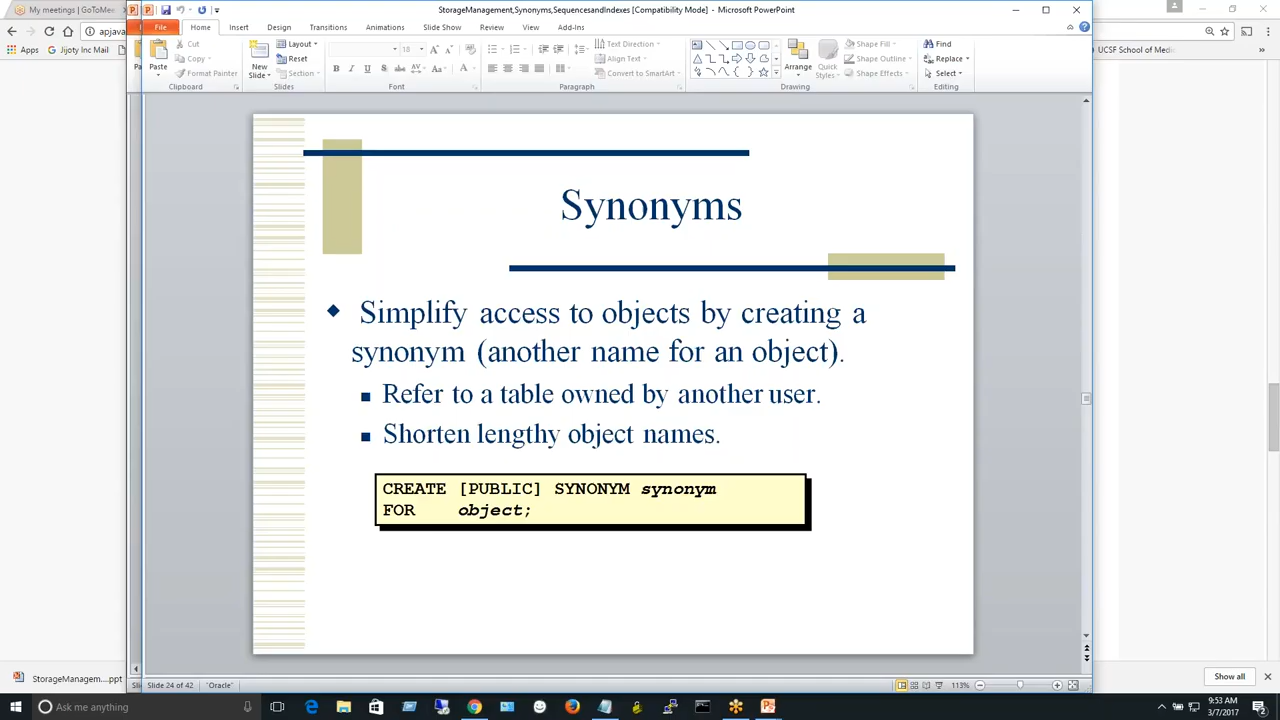 My meetings | GoToMee
StorageManagement,Synonyms,SequencesandIndexes [Compatibility Mode] - Microsoft PowerPoint
File Home Insert Design Transitions Animations Slide Show Review View Add-Ins
apjava
Apps Jipity InMail
UCSF School of Medic
Paste
Cut
Copy
Format Painter
Clipboard
New Slide
Layout
Reset
Section
Slides
18
Font
Text Direction
Align Text
Convert to SmartArt
Paragraph
Arrange
Quick Styles
Shape Fill
Shape Outline
Shape Effects
Drawing
Find
Replace
Select
Editing
Synonyms
Simplify access to objects by creating a
synonym (another name for an object).
Refer to a table owned by another user.
Shorten lengthy object names.
CREATE [PUBLIC] SYNONYM synonym
FOR object;
StorageManagem....ppt
Show all
Slide 24 of 42 "Oracle" 113%
Ask me anything
9:53 AM
3/7/2017